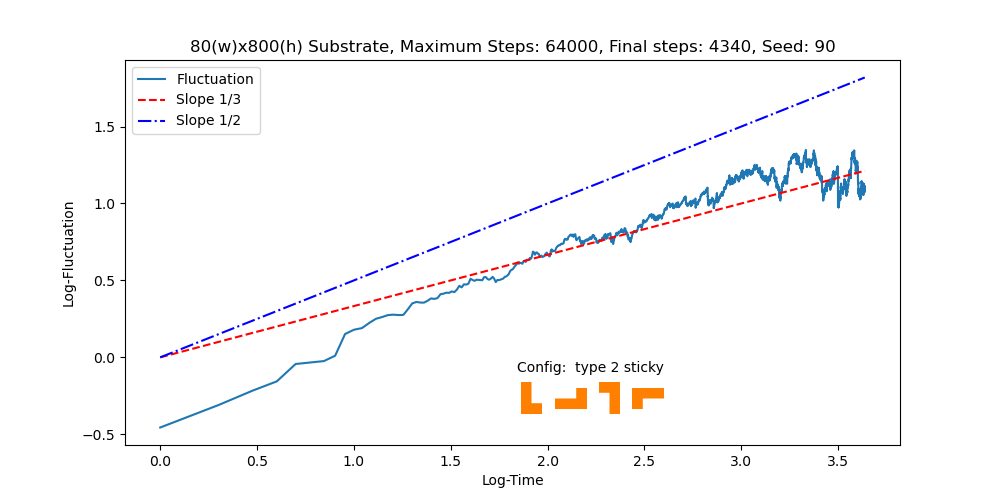 80(w)x800(h) Substrate, Maximum Steps: 64000, Final steps: 4340, Seed: 90
Fluctuation
Slope 1/3
Slope 1/2
Log-Fluctuation
1.5
1.0
0.5
0.0
−0.5
Config:  type 2 sticky
0.0 0.5 1.0 1.5 2.0 2.5 3.0 3.5
Log-Time